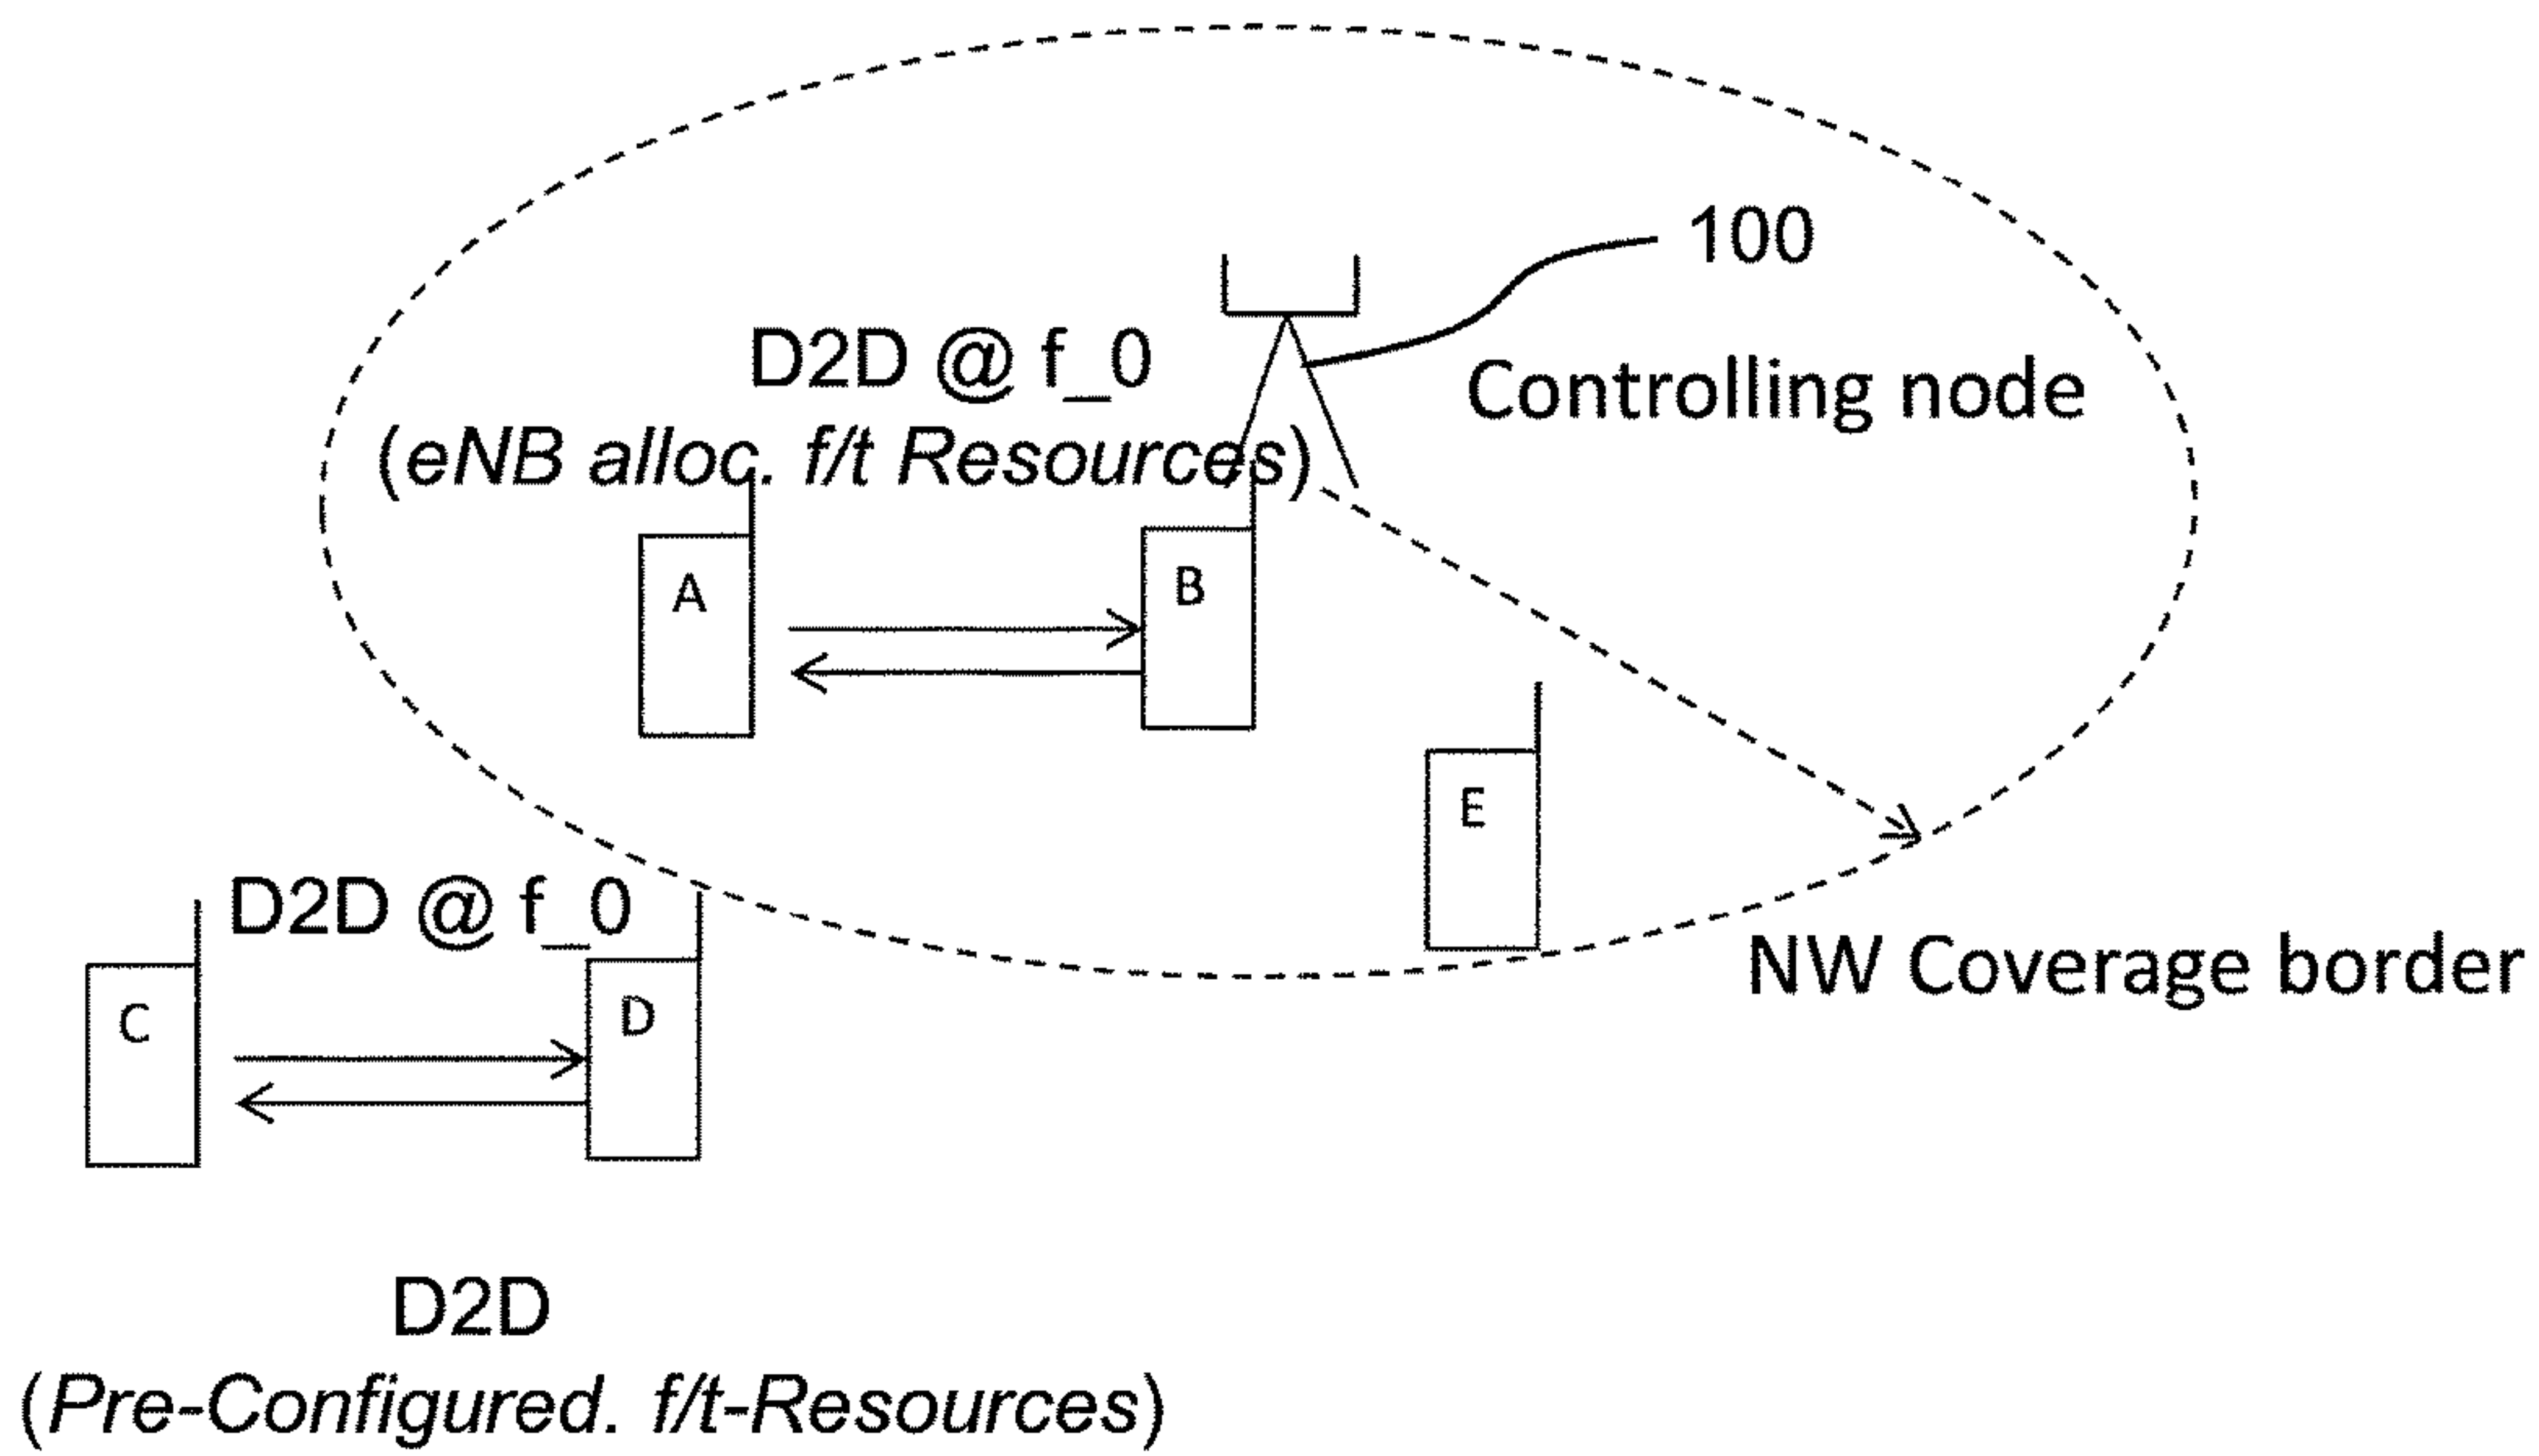 100
D2D @ f_0
Controlling node
(eNB alloc. f/t Resources)
A
B
E
D2D @ f_0
NW Coverage border
C
D
D2D
(Pre-Configured. f/t-Resources)